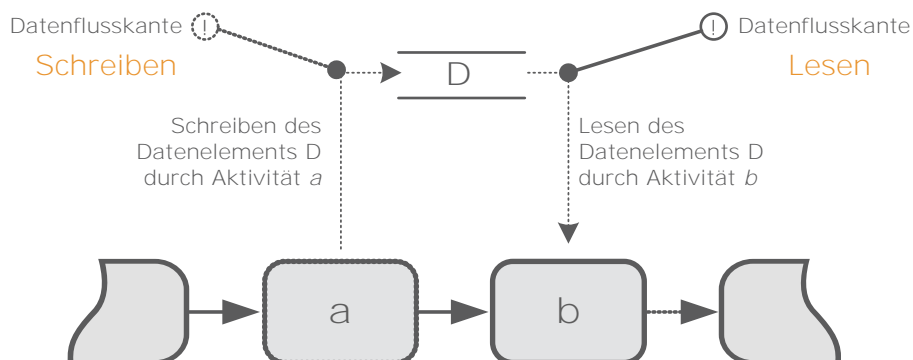 Datenflusskante
!
Schreiben
D
!
Datenflusskante
Lesen
Schreiben des
Datenelements D
durch Aktivität a
Lesen des
Datenelements D
durch Aktivität b
a
b